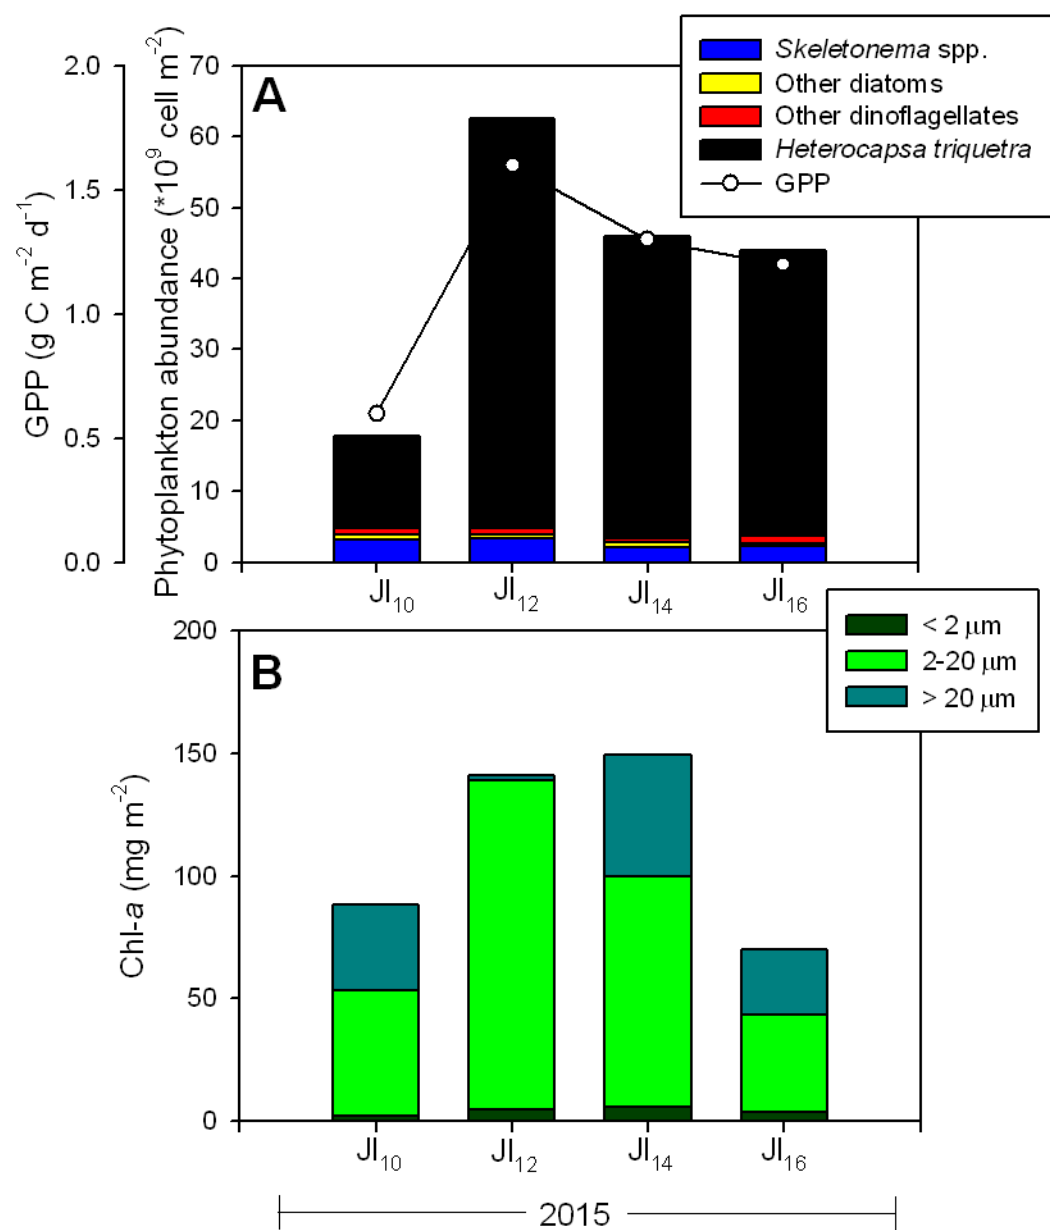 A
Skeletonema spp.
Other diatoms
Other dinoflagellates
Heterocapsa triquetra
GPP
GPP (g C m⁻² d⁻¹)
2.0
1.5
1.0
0.5
0.0
Phytoplankton abundance (*10⁹ cell m⁻²)
70
60
50
40
30
20
10
0
JI₁₀ JI₁₂ JI₁₄ JI₁₆
B
< 2 µm
2-20 µm
> 20 µm
Chl-a (mg m⁻²)
200
150
100
50
0
JI₁₀ JI₁₂ JI₁₄ JI₁₆
2015